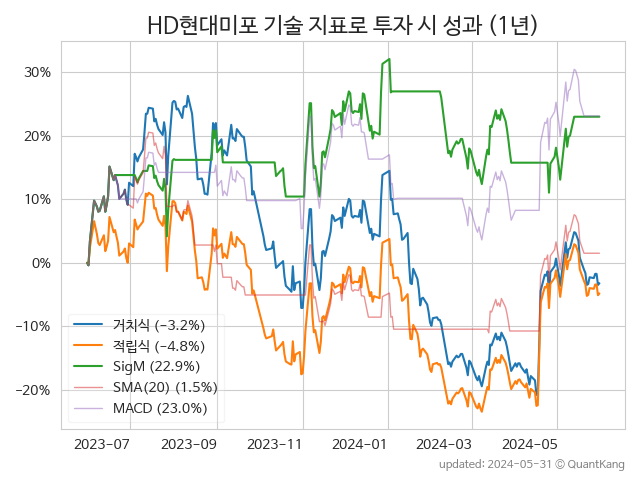 HD현대미포 기술 지표로 투자 시 성과 (1년)
30%
20%
10%
0%
−10%
−20%
거치식 (−3.2%)
적립식 (−4.8%)
SigM (22.9%)
SMA(20) (1.5%)
MACD (23.0%)
2023-07 2023-09 2023-11 2024-01 2024-03 2024-05
updated: 2024-05-31 © QuantKang